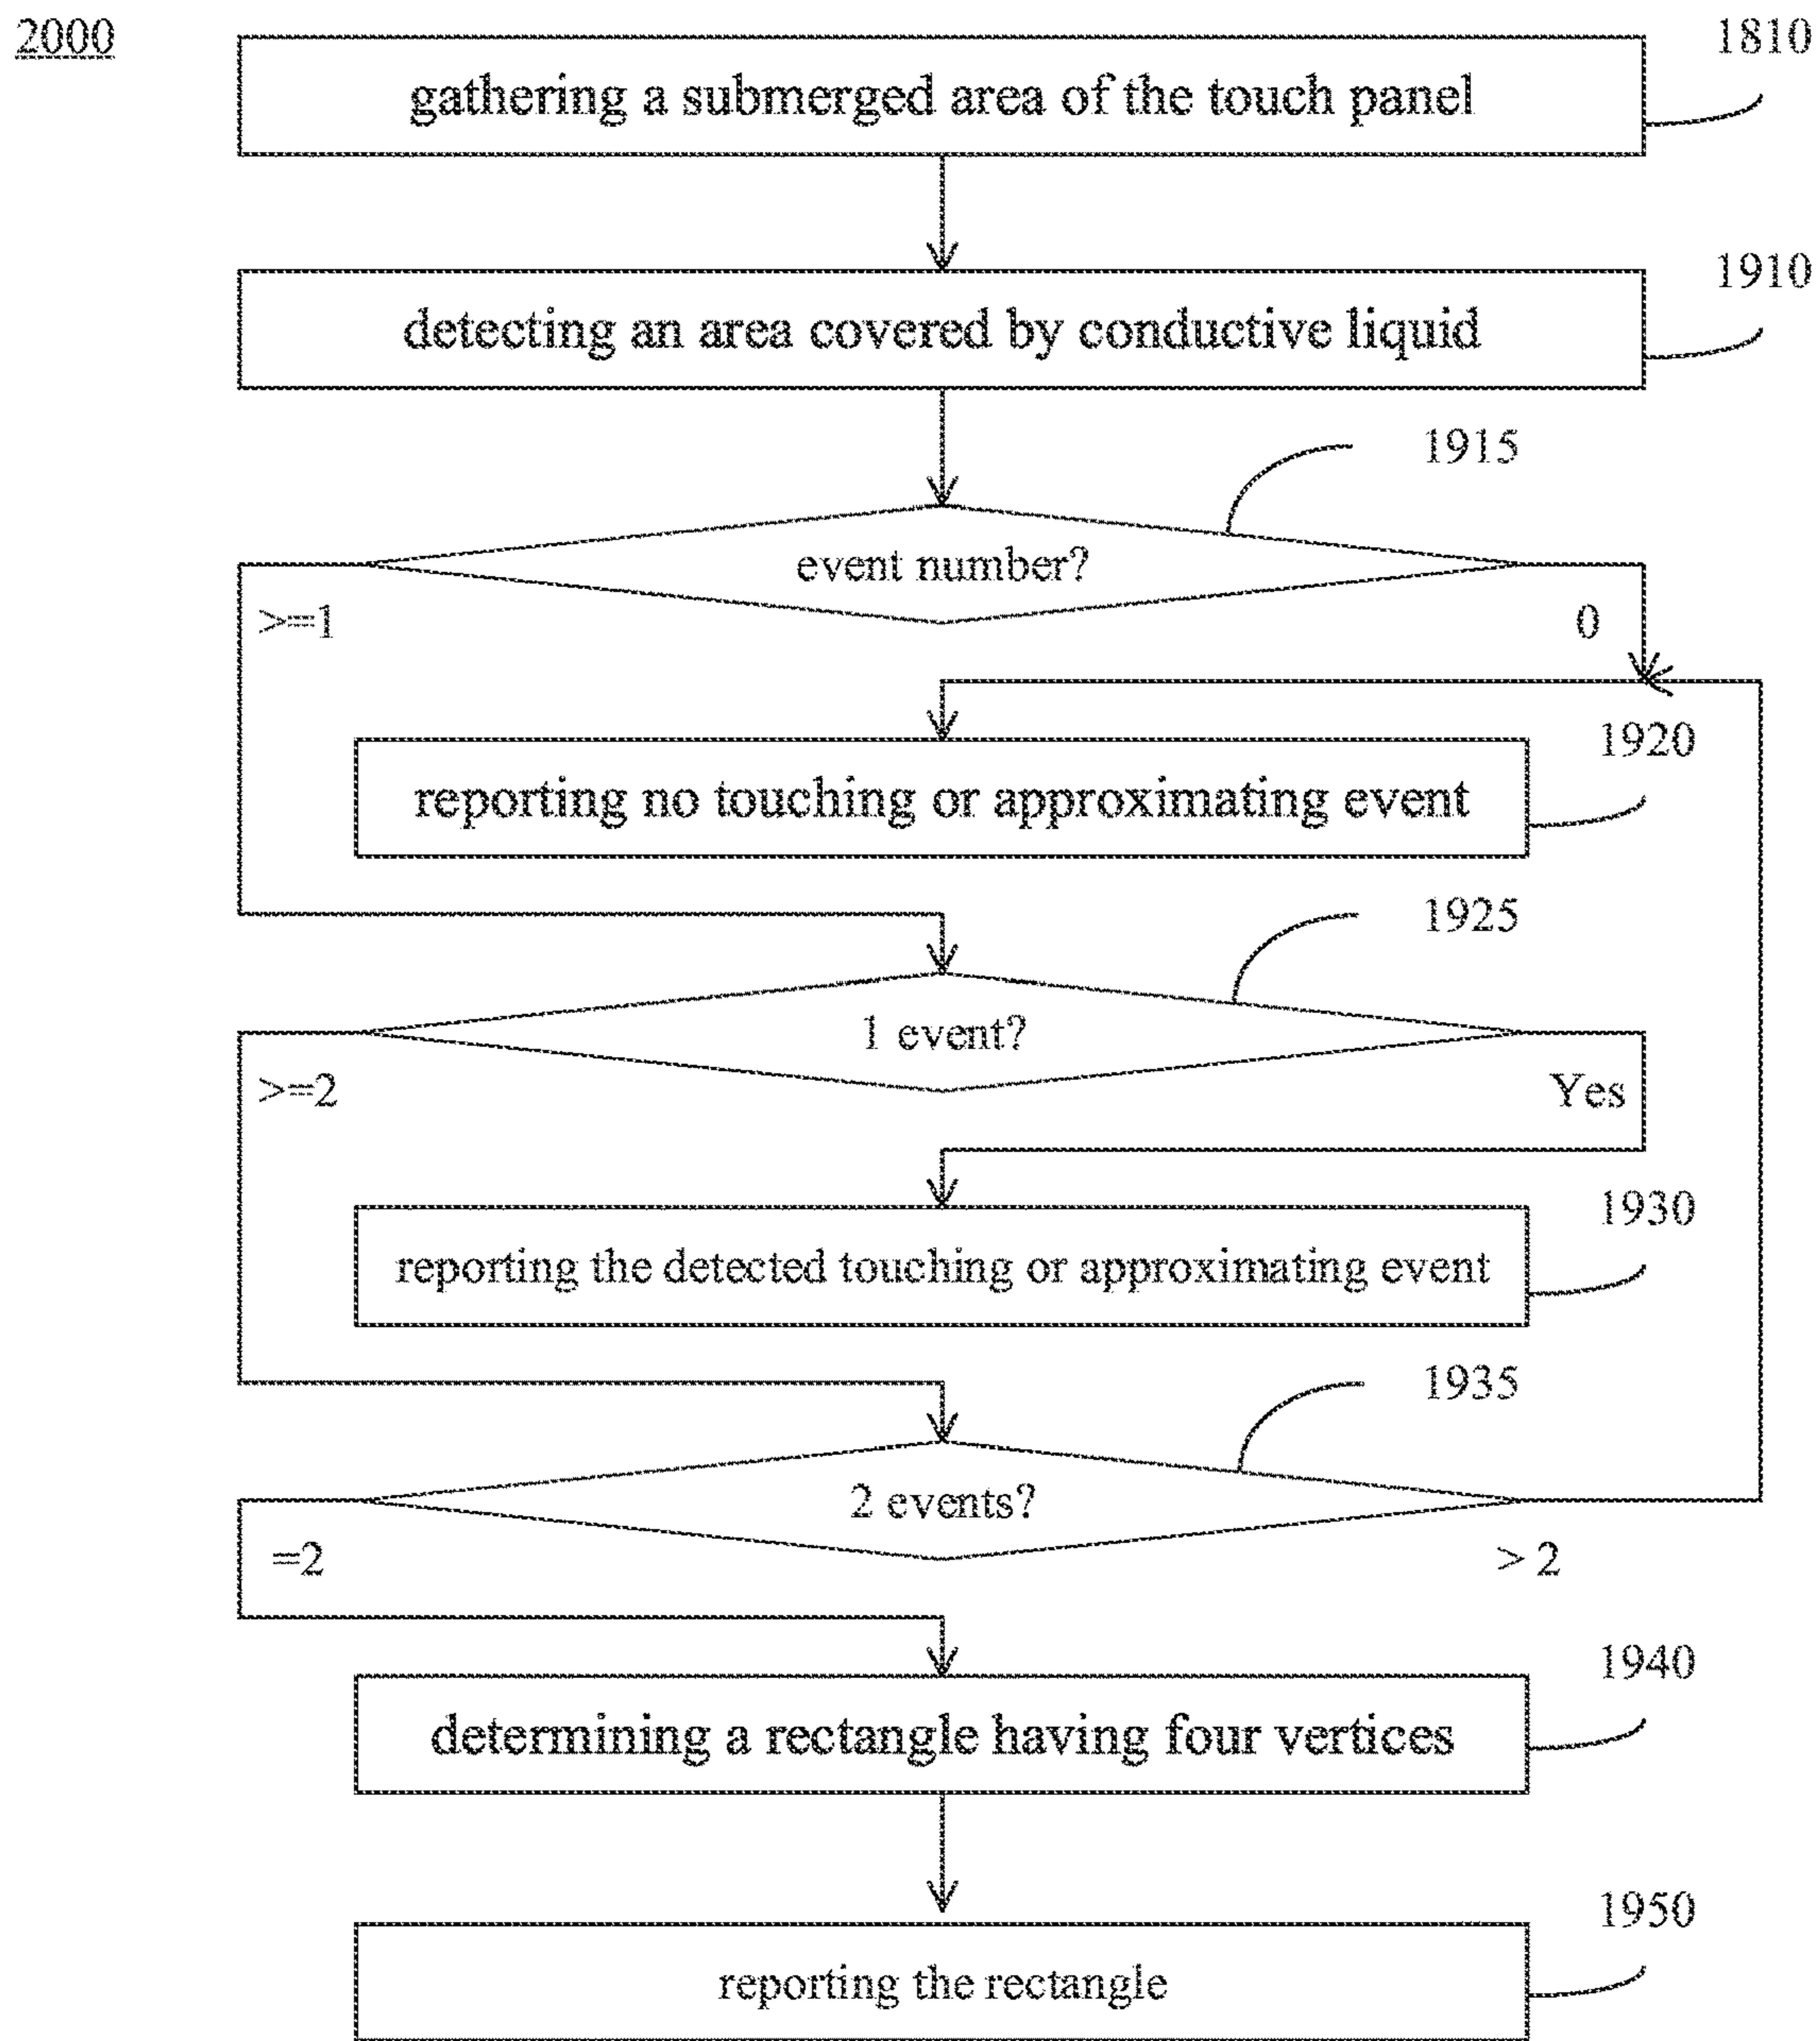 2000
1810
gathering a submerged area of the touch panel
1910
detecting an area covered by conductive liquid
1915
event number?
>=1
0
1920
reporting no touching or approximating event
1925
1 event?
>=2
Yes
1930
reporting the detected touching or approximating event
1935
2 events?
=2
> 2
1940
determining a rectangle having four vertices
1950
reporting the rectangle